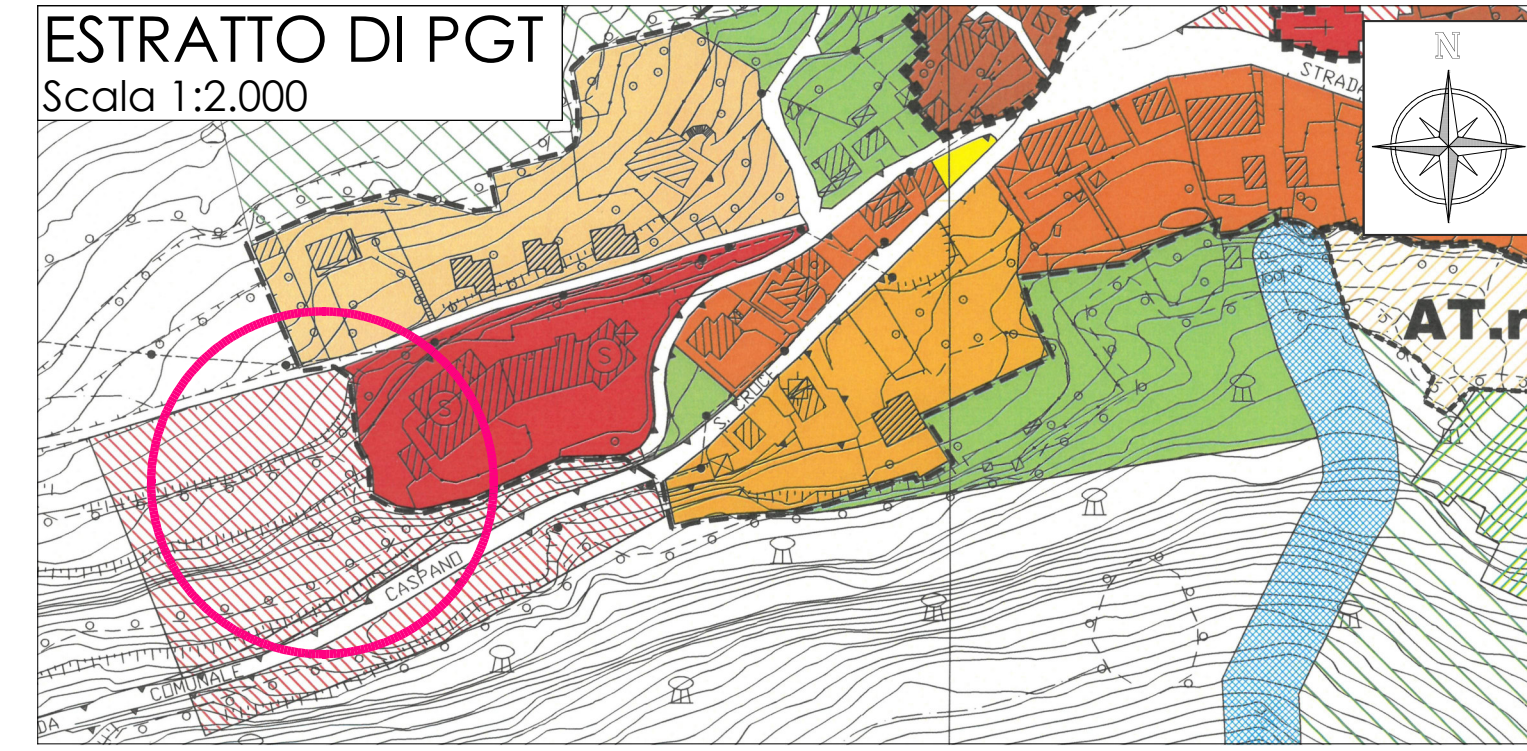 ESTRATTO DI PGT
Scala 1:2.000
N
STRADA
AT.r
S
S
S. CRUCE
CASPANO
COMUNALE
DA